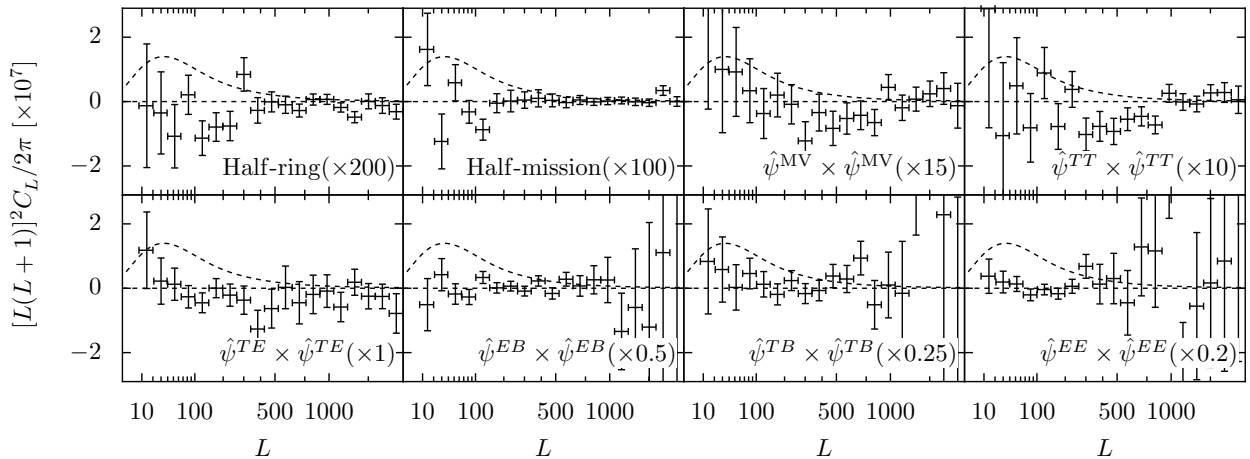 [L(L + 1)]²C_L/2π [×10⁷]
2
0
−2
Half-ring(×200)
Half-mission(×100)
ψ̂^MV × ψ̂^MV(×15)
ψ̂^TT × ψ̂^TT(×10)
2
0
−2
ψ̂^TE × ψ̂^TE(×1)
ψ̂^EB × ψ̂^EB(×0.5)
ψ̂^TB × ψ̂^TB(×0.25)
ψ̂^EE × ψ̂^EE(×0.2)
10 100 500 1000 10 100 500 1000 10 100 500 1000 10 100 500 1000
L L L L